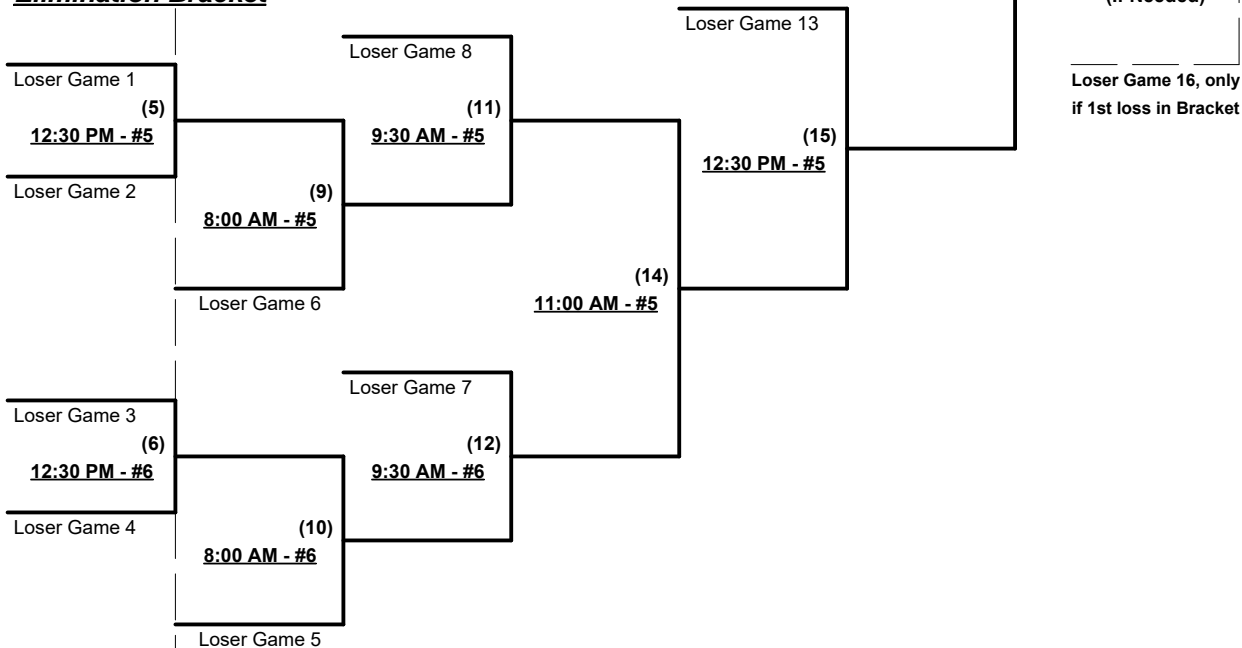 Elimination Bracket
(If Needed)
Loser Game 13
Loser Game 8
Loser Game 1
Loser Game 16, only
if 1st loss in Bracket
(5)
12:30 PM - #5
(11)
9:30 AM - #5
(15)
12:30 PM - #5
Loser Game 2
(9)
8:00 AM - #5
(14)
11:00 AM - #5
Loser Game 6
Loser Game 7
Loser Game 3
(6)
12:30 PM - #6
(12)
9:30 AM - #6
Loser Game 4
(10)
8:00 AM - #6
Loser Game 5